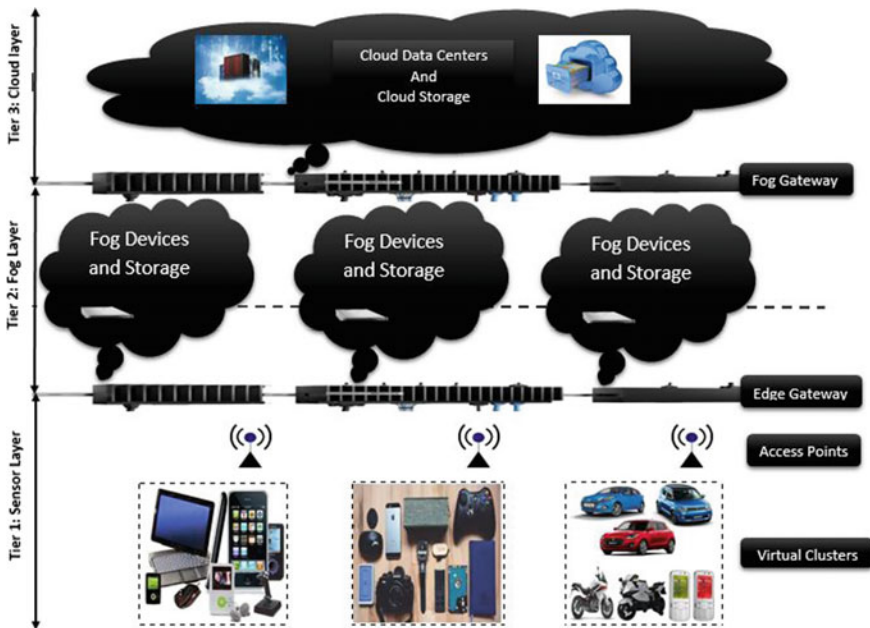 Tier 3: Cloud layer
Cloud Data Centers
And
Cloud Storage
Fog Gateway
Tier 2: Fog Layer
Fog Devices
and Storage
Fog Devices
and Storage
Fog Devices
and Storage
Edge Gateway
Tier 1: Sensor Layer
Access Points
Virtual Clusters